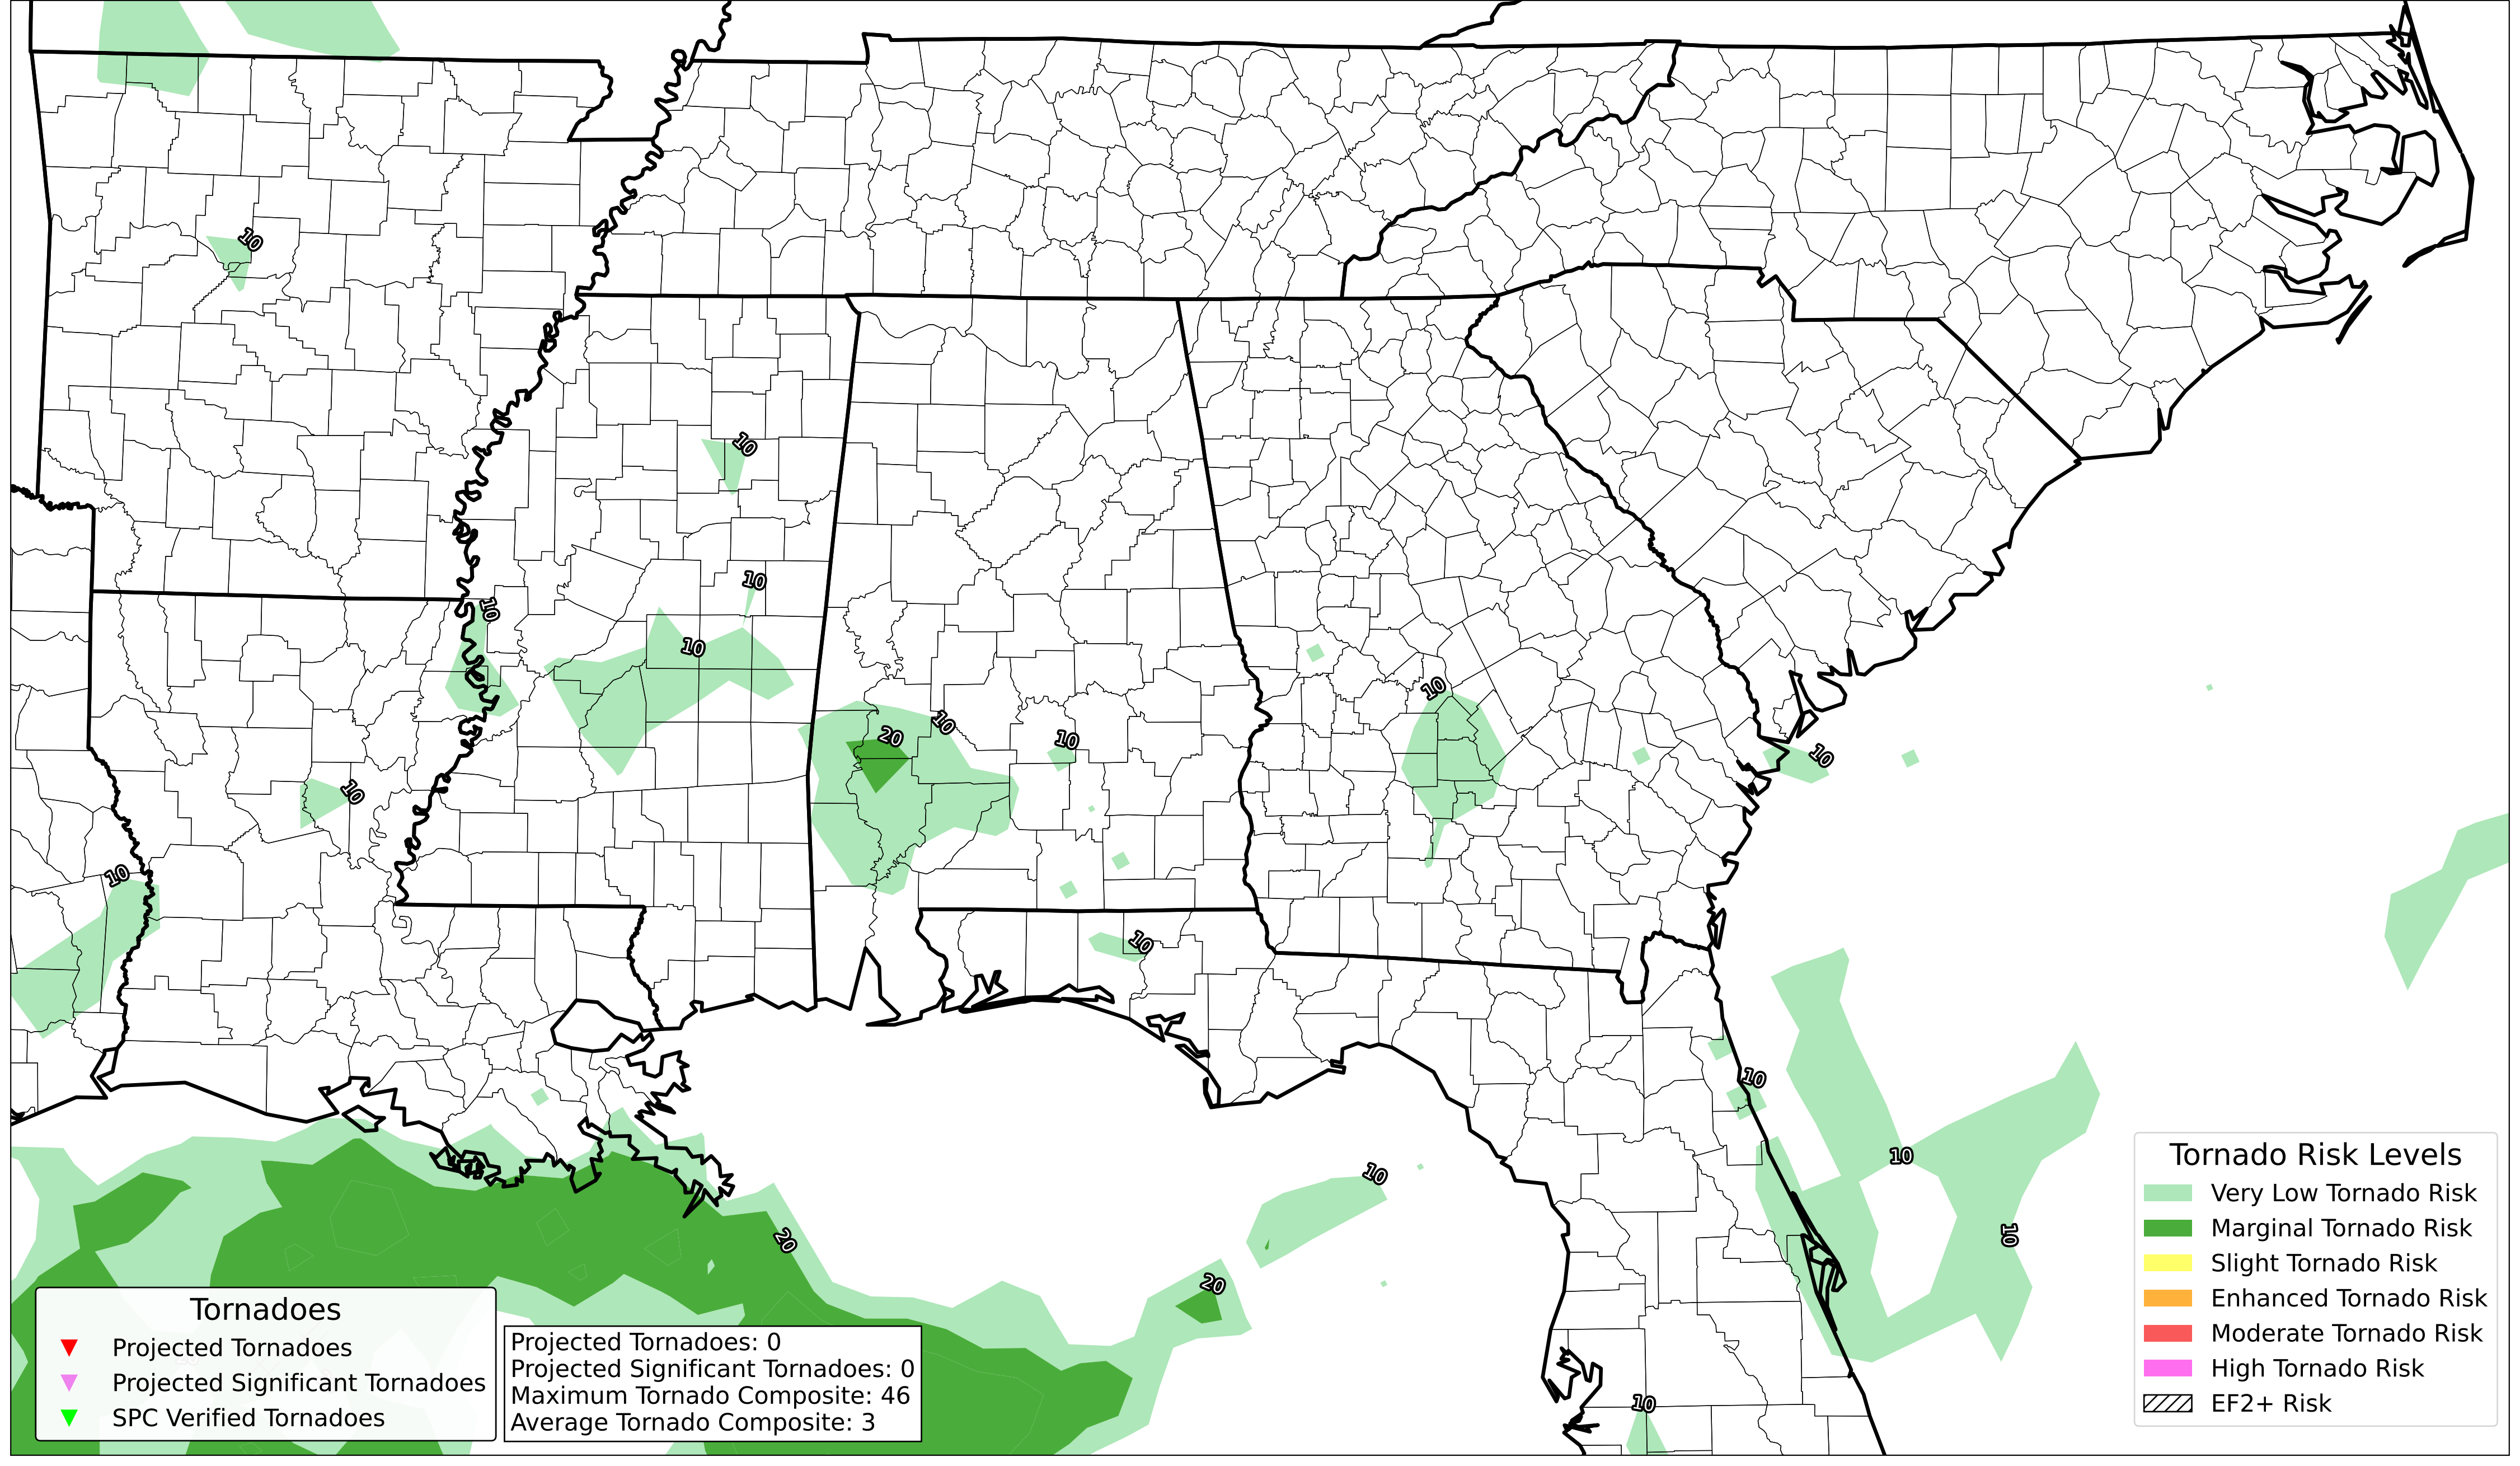 10
10
10
10
10
10
20
10
10
10
10
10
10
10
10
10
10
20
20
10
10
Tornadoes
Projected Tornadoes
Projected Significant Tornadoes
SPC Verified Tornadoes
Projected Tornadoes: 0
Projected Significant Tornadoes: 0
Maximum Tornado Composite: 46
Average Tornado Composite: 3
Tornado Risk Levels
Very Low Tornado Risk
Marginal Tornado Risk
Slight Tornado Risk
Enhanced Tornado Risk
Moderate Tornado Risk
High Tornado Risk
EF2+ Risk